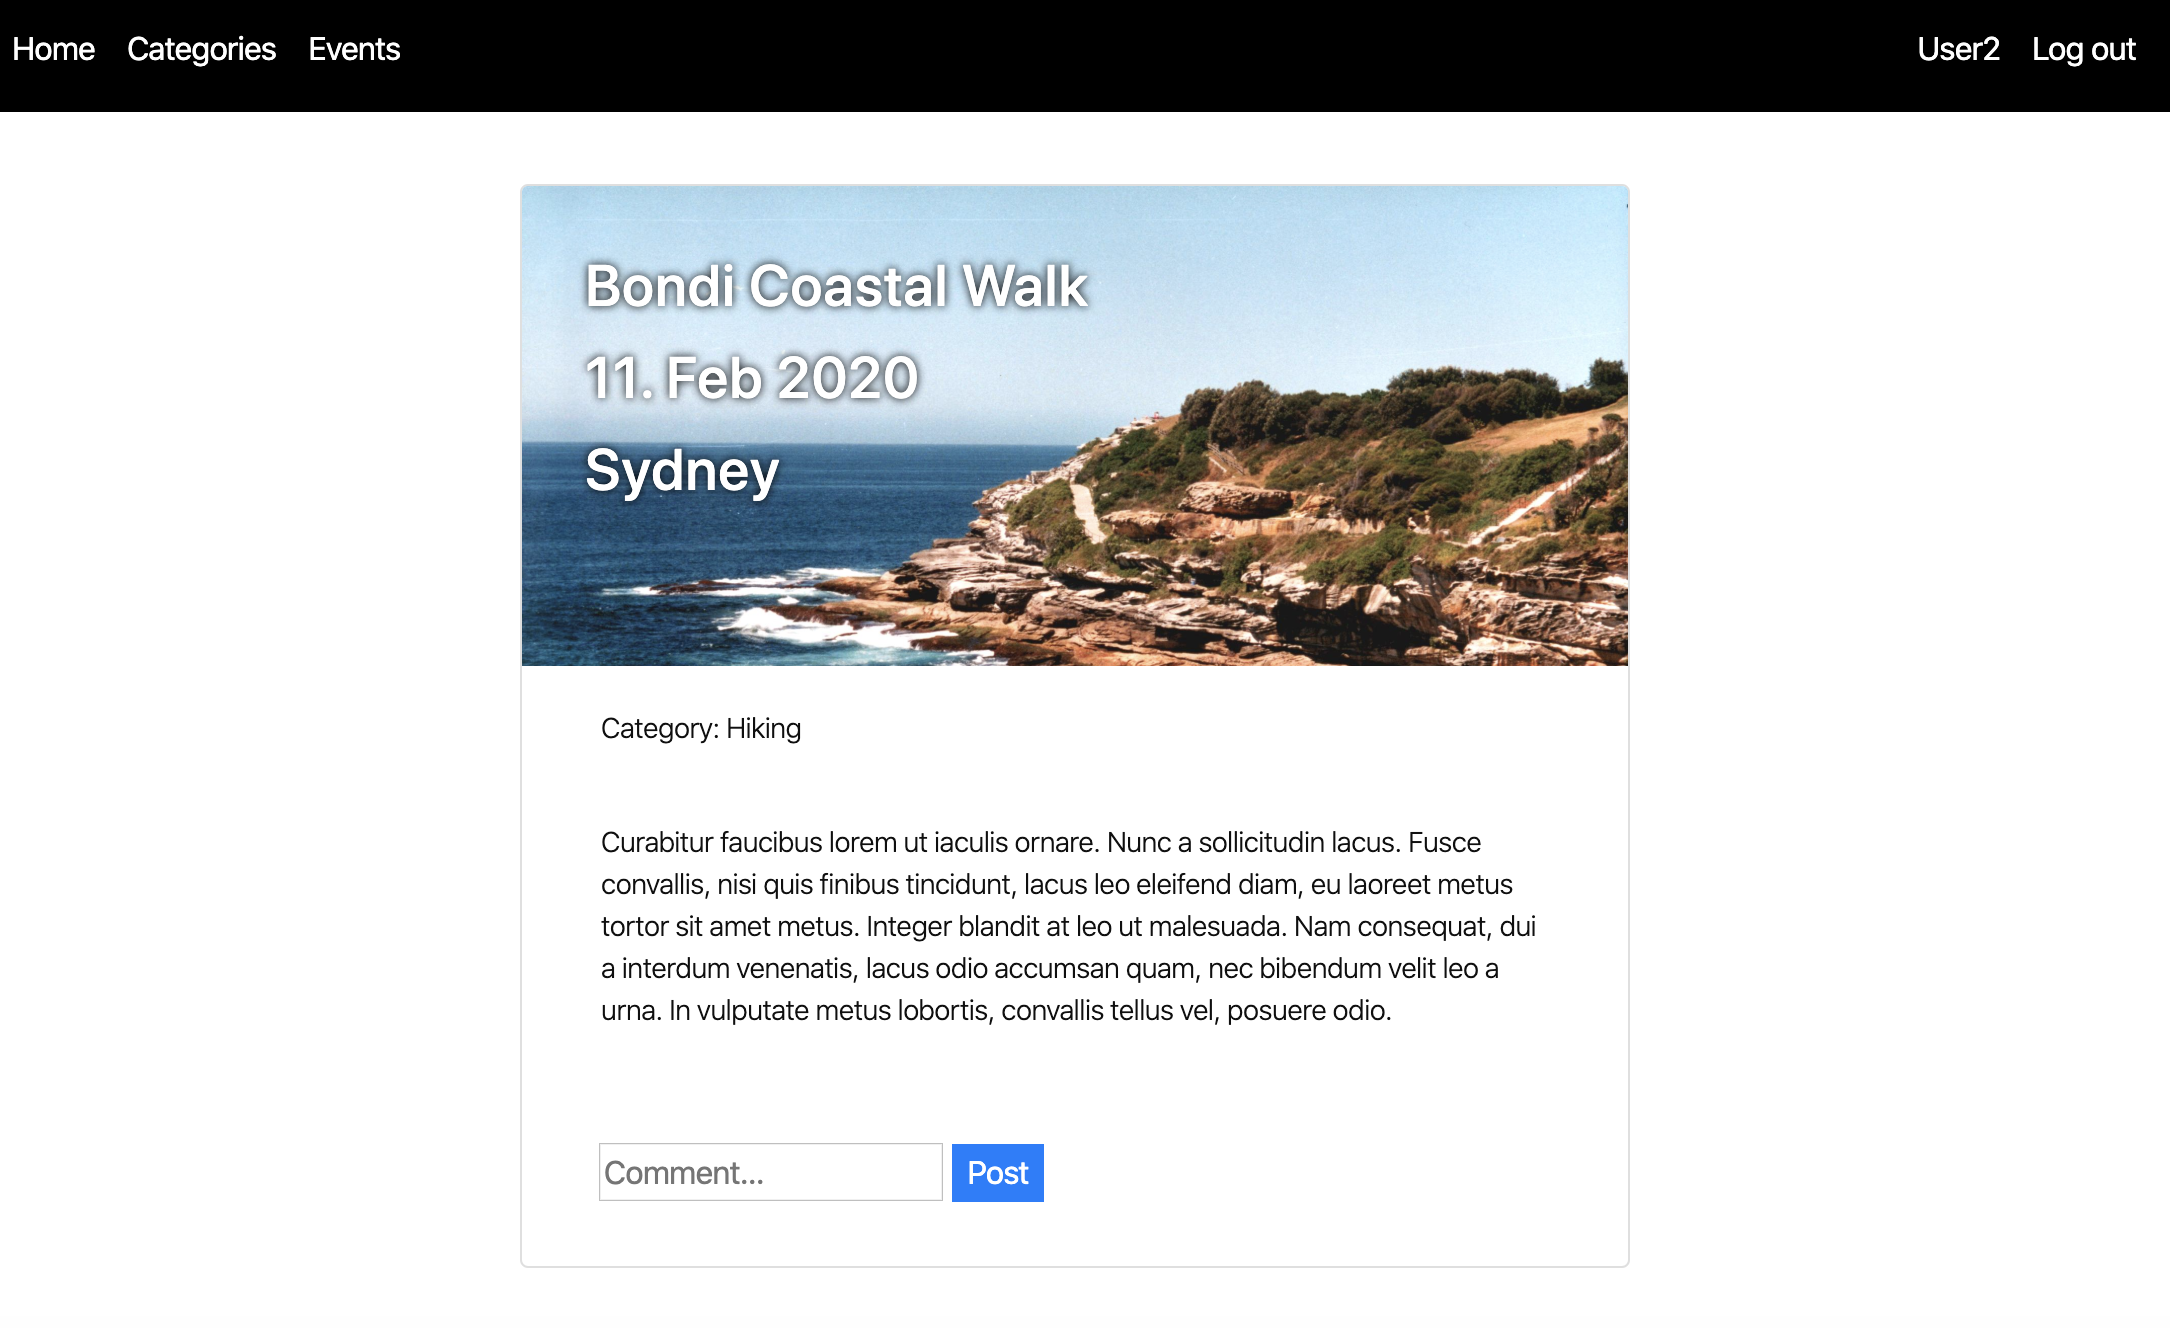 Home Categories Events User2 Log out
Bondi Coastal Walk
11. Feb 2020
Sydney
Category: Hiking
Curabitur faucibus lorem ut iaculis ornare. Nunc a sollicitudin lacus. Fusce
convallis, nisi quis finibus tincidunt, lacus leo eleifend diam, eu laoreet metus
tortor sit amet metus. Integer blandit at leo ut malesuada. Nam consequat, dui
a interdum venenatis, lacus odio accumsan quam, nec bibendum velit leo a
urna. In vulputate metus lobortis, convallis tellus vel, posuere odio.
Comment... Post